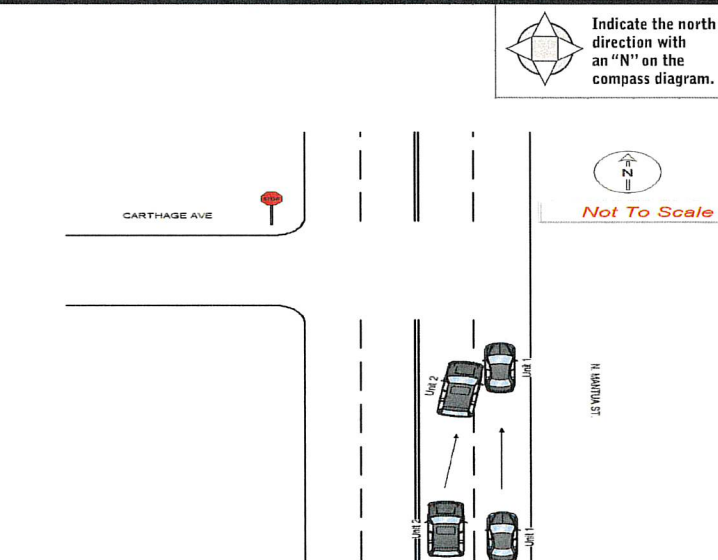 Indicate the north
direction with
an "N" on the
compass diagram.
N
Not To Scale
STOP
CARTHAGE AVE
N. MANTUA ST.
Unit 2
Unit 1
Unit 2
Unit 1